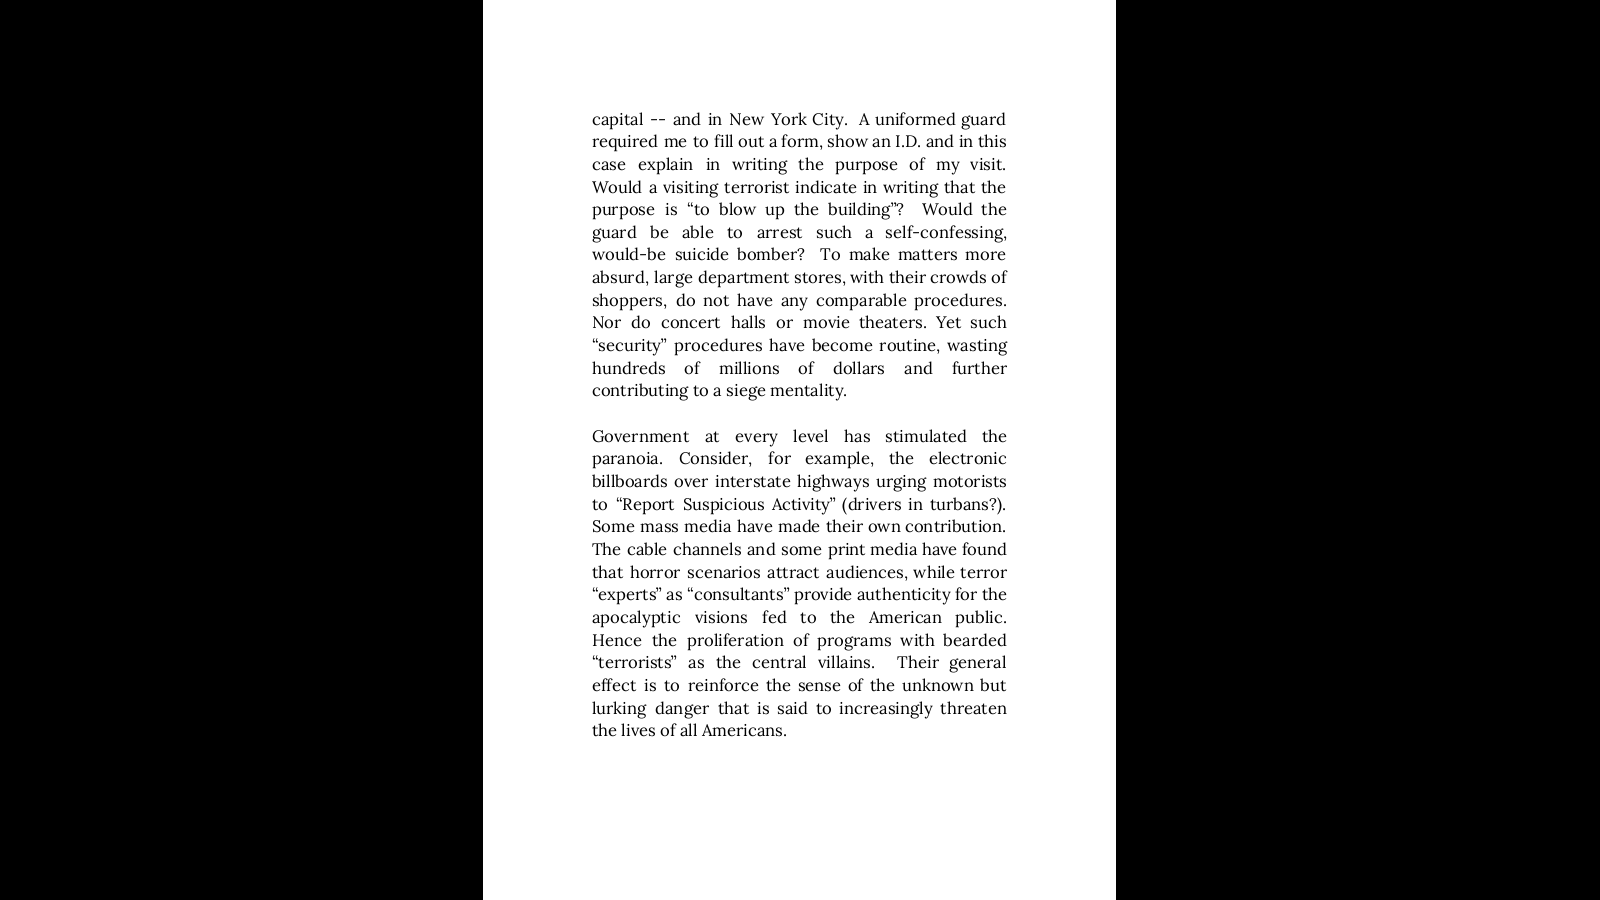 capital -- and in New York City.  A uniformed guard
required me to fill out a form, show an I.D. and in this
case explain in writing the purpose of my visit.
Would a visiting terrorist indicate in writing that the
purpose is “to blow up the building”?  Would the
guard be able to arrest such a self-confessing,
would-be suicide bomber?  To make matters more
absurd, large department stores, with their crowds of
shoppers, do not have any comparable procedures.
Nor do concert halls or movie theaters. Yet such
“security” procedures have become routine, wasting
hundreds of millions of dollars and further
contributing to a siege mentality.
Government at every level has stimulated the
paranoia. Consider, for example, the electronic
billboards over interstate highways urging motorists
to “Report Suspicious Activity” (drivers in turbans?).
Some mass media have made their own contribution.
The cable channels and some print media have found
that horror scenarios attract audiences, while terror
“experts” as “consultants” provide authenticity for the
apocalyptic visions fed to the American public.
Hence the proliferation of programs with bearded
“terrorists” as the central villains.  Their general
effect is to reinforce the sense of the unknown but
lurking danger that is said to increasingly threaten
the lives of all Americans.